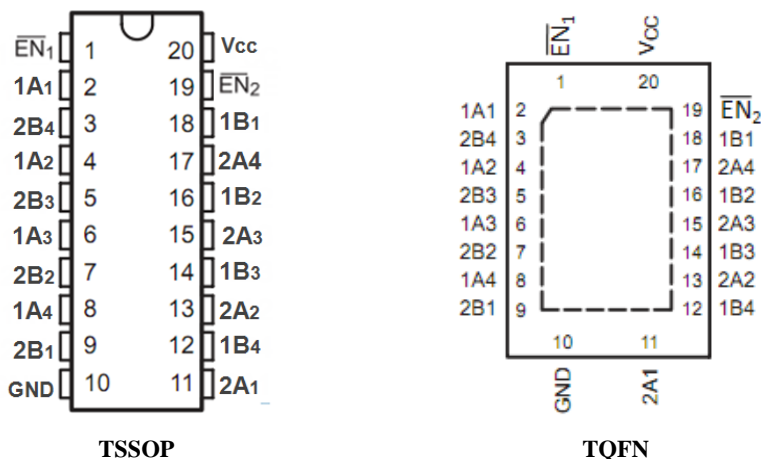 EN1 1 20 Vcc
1A1 2 19 EN2
2B4 3 18 1B1
1A2 4 17 2A4
2B3 5 16 1B2
1A3 6 15 2A3
2B2 7 14 1B3
1A4 8 13 2A2
2B1 9 12 1B4
GND 10 11 2A1
TSSOP
EN1 VCC
1 20
1A1 2 19 EN2
2B4 3 18 1B1
1A2 4 17 2A4
2B3 5 16 1B2
1A3 6 15 2A3
2B2 7 14 1B3
1A4 8 13 2A2
2B1 9 12 1B4
10 11
GND 2A1
TQFN